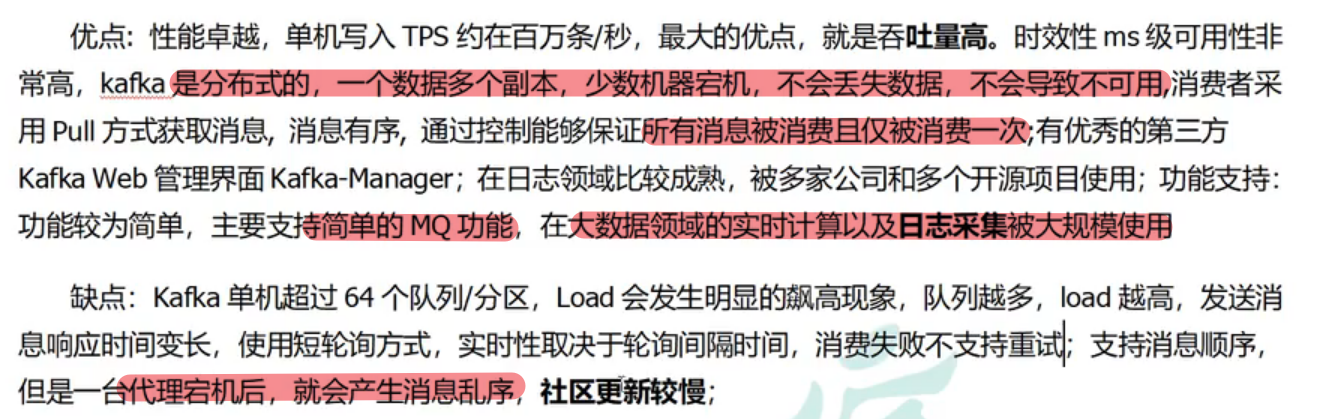 优点：性能卓越，单机写入 TPS 约在百万条/秒，最大的优点，就是吞吐量高。时效性 ms 级可用性非
常高，kafka 是分布式的，一个数据多个副本，少数机器宕机，不会丢失数据，不会导致不可用,消费者采
用 Pull 方式获取消息, 消息有序, 通过控制能够保证所有消息被消费且仅被消费一次;有优秀的第三方
Kafka Web 管理界面 Kafka-Manager；在日志领域比较成熟，被多家公司和多个开源项目使用；功能支持：
功能较为简单，主要支持简单的 MQ 功能，在大数据领域的实时计算以及日志采集被大规模使用
缺点：Kafka 单机超过 64 个队列/分区，Load 会发生明显的飙高现象，队列越多，load 越高，发送消
息响应时间变长，使用短轮询方式，实时性取决于轮询间隔时间，消费失败不支持重试；支持消息顺序，
但是一台代理宕机后，就会产生消息乱序，社区更新较慢；